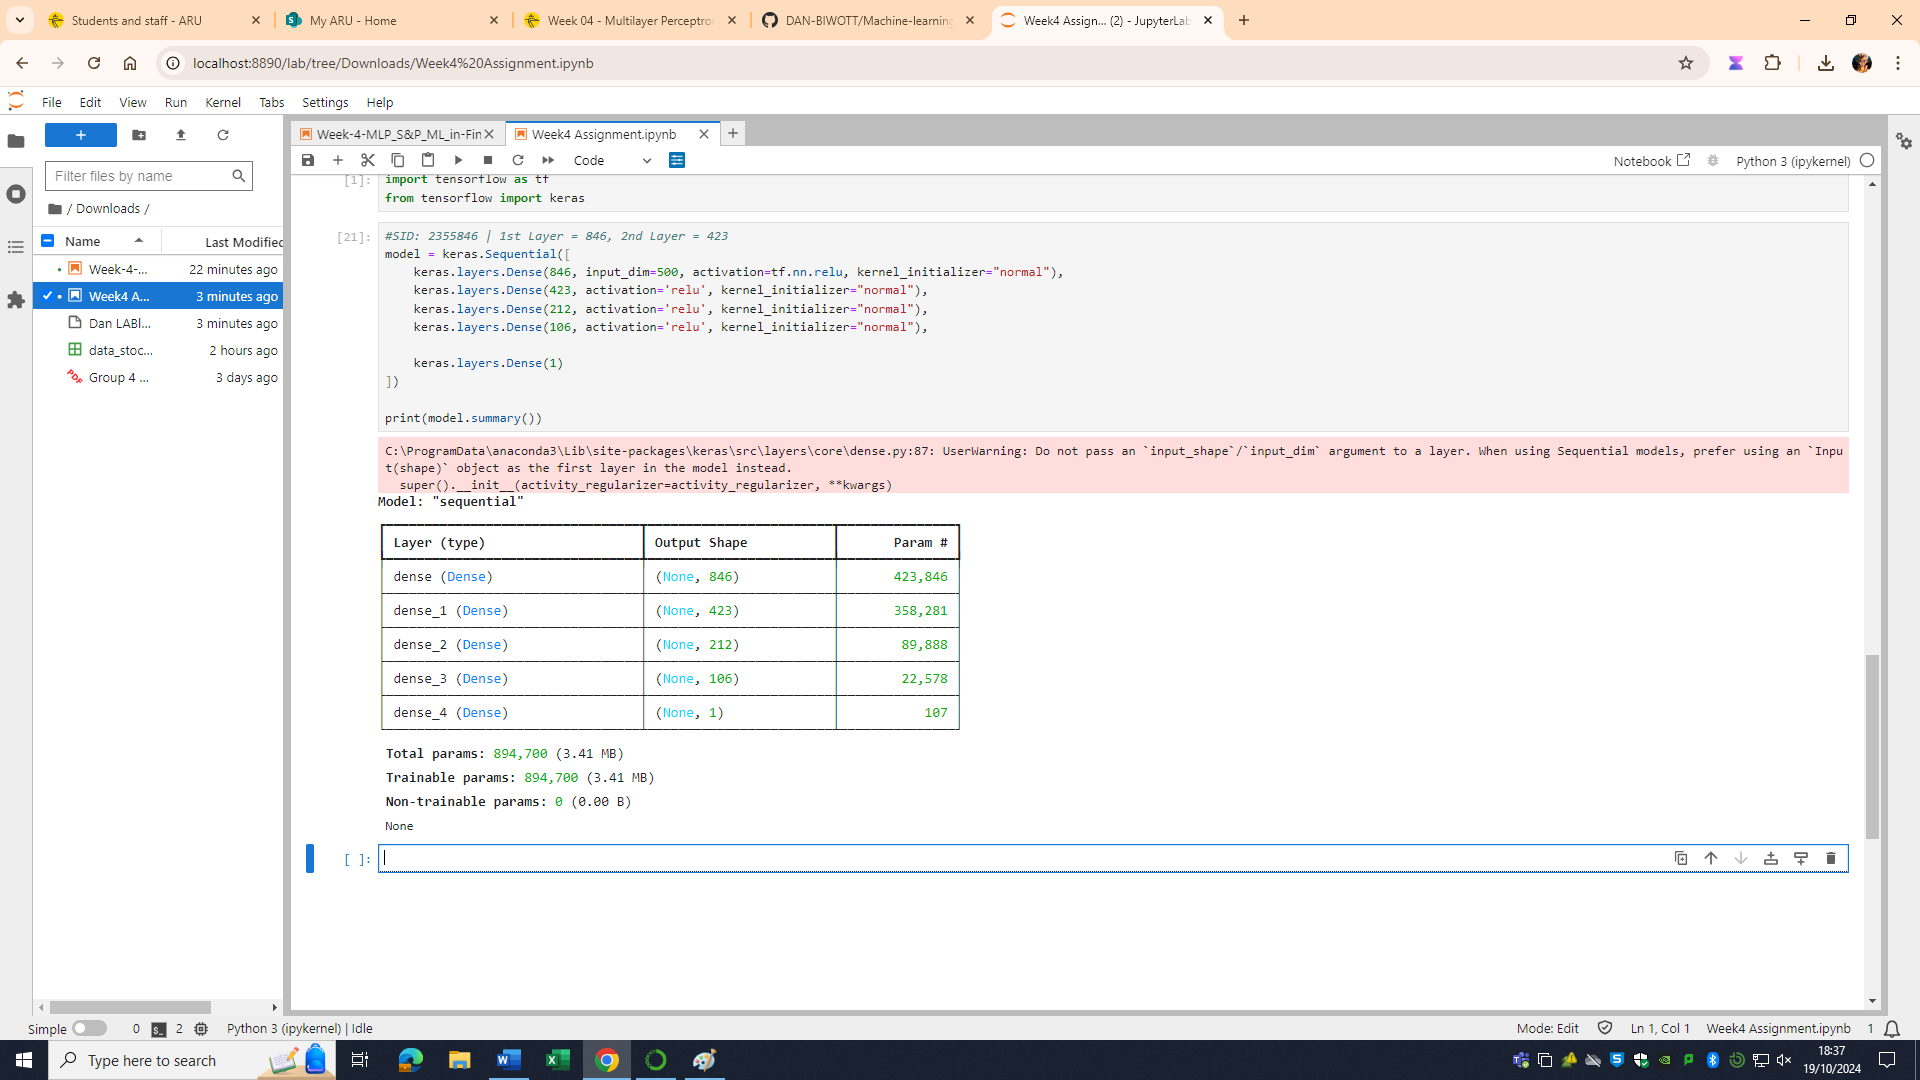 Students and staff - ARU
My ARU - Home
Week 04 - Multilayer Perceptro
DAN-BIWOTT/Machine-learning
Week4 Assign... (2) - JupyterLab
localhost:8890/lab/tree/Downloads/Week4%20Assignment.ipynb
File Edit View Run Kernel Tabs Settings Help
Filter files by name
/ Downloads /
Name Last Modified
Week-4-... 22 minutes ago
Week4 A... 3 minutes ago
Dan LABl... 3 minutes ago
data_stoc... 2 hours ago
Group 4 ... 3 days ago
Week-4-MLP_S&P_ML_in-Fin
Week4 Assignment.ipynb
Code
Notebook
Python 3 (ipykernel)
[1]: import tensorflow as tf
from tensorflow import keras
[21]: #SID: 2355846 | 1st Layer = 846, 2nd Layer = 423
model = keras.Sequential([
keras.layers.Dense(846, input_dim=500, activation=tf.nn.relu, kernel_initializer="normal"),
keras.layers.Dense(423, activation='relu', kernel_initializer="normal"),
keras.layers.Dense(212, activation='relu', kernel_initializer="normal"),
keras.layers.Dense(106, activation='relu', kernel_initializer="normal"),
keras.layers.Dense(1)
])
print(model.summary())
C:\ProgramData\anaconda3\Lib\site-packages\keras\src\layers\core\dense.py:87: UserWarning: Do not pass an `input_shape`/`input_dim` argument to a layer. When using Sequential models, prefer using an `Inpu
t(shape)` object as the first layer in the model instead.
super().__init__(activity_regularizer=activity_regularizer, **kwargs)
Model: "sequential"
Layer (type) Output Shape Param #
dense (Dense) (None, 846) 423,846
dense_1 (Dense) (None, 423) 358,281
dense_2 (Dense) (None, 212) 89,888
dense_3 (Dense) (None, 106) 22,578
dense_4 (Dense) (None, 1) 107
Total params: 894,700 (3.41 MB)
Trainable params: 894,700 (3.41 MB)
Non-trainable params: 0 (0.00 B)
None
[ ]:
Simple 0 2 Python 3 (ipykernel) | Idle
Mode: Edit Ln 1, Col 1 Week4 Assignment.ipynb 1
Type here to search
18:37
19/10/2024